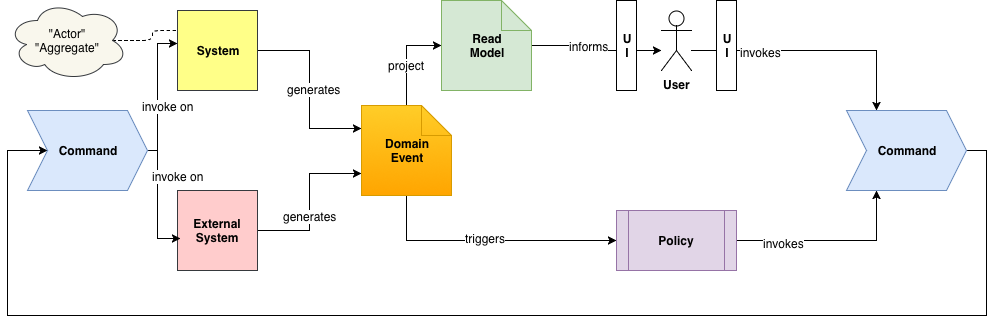 "Actor"
"Aggregate"
System
generates
invoke on
Command
invoke on
External
System
generates
project
Domain
Event
Read
Model
informs
U
I
User
U
I
invokes
Command
triggers
Policy
invokes